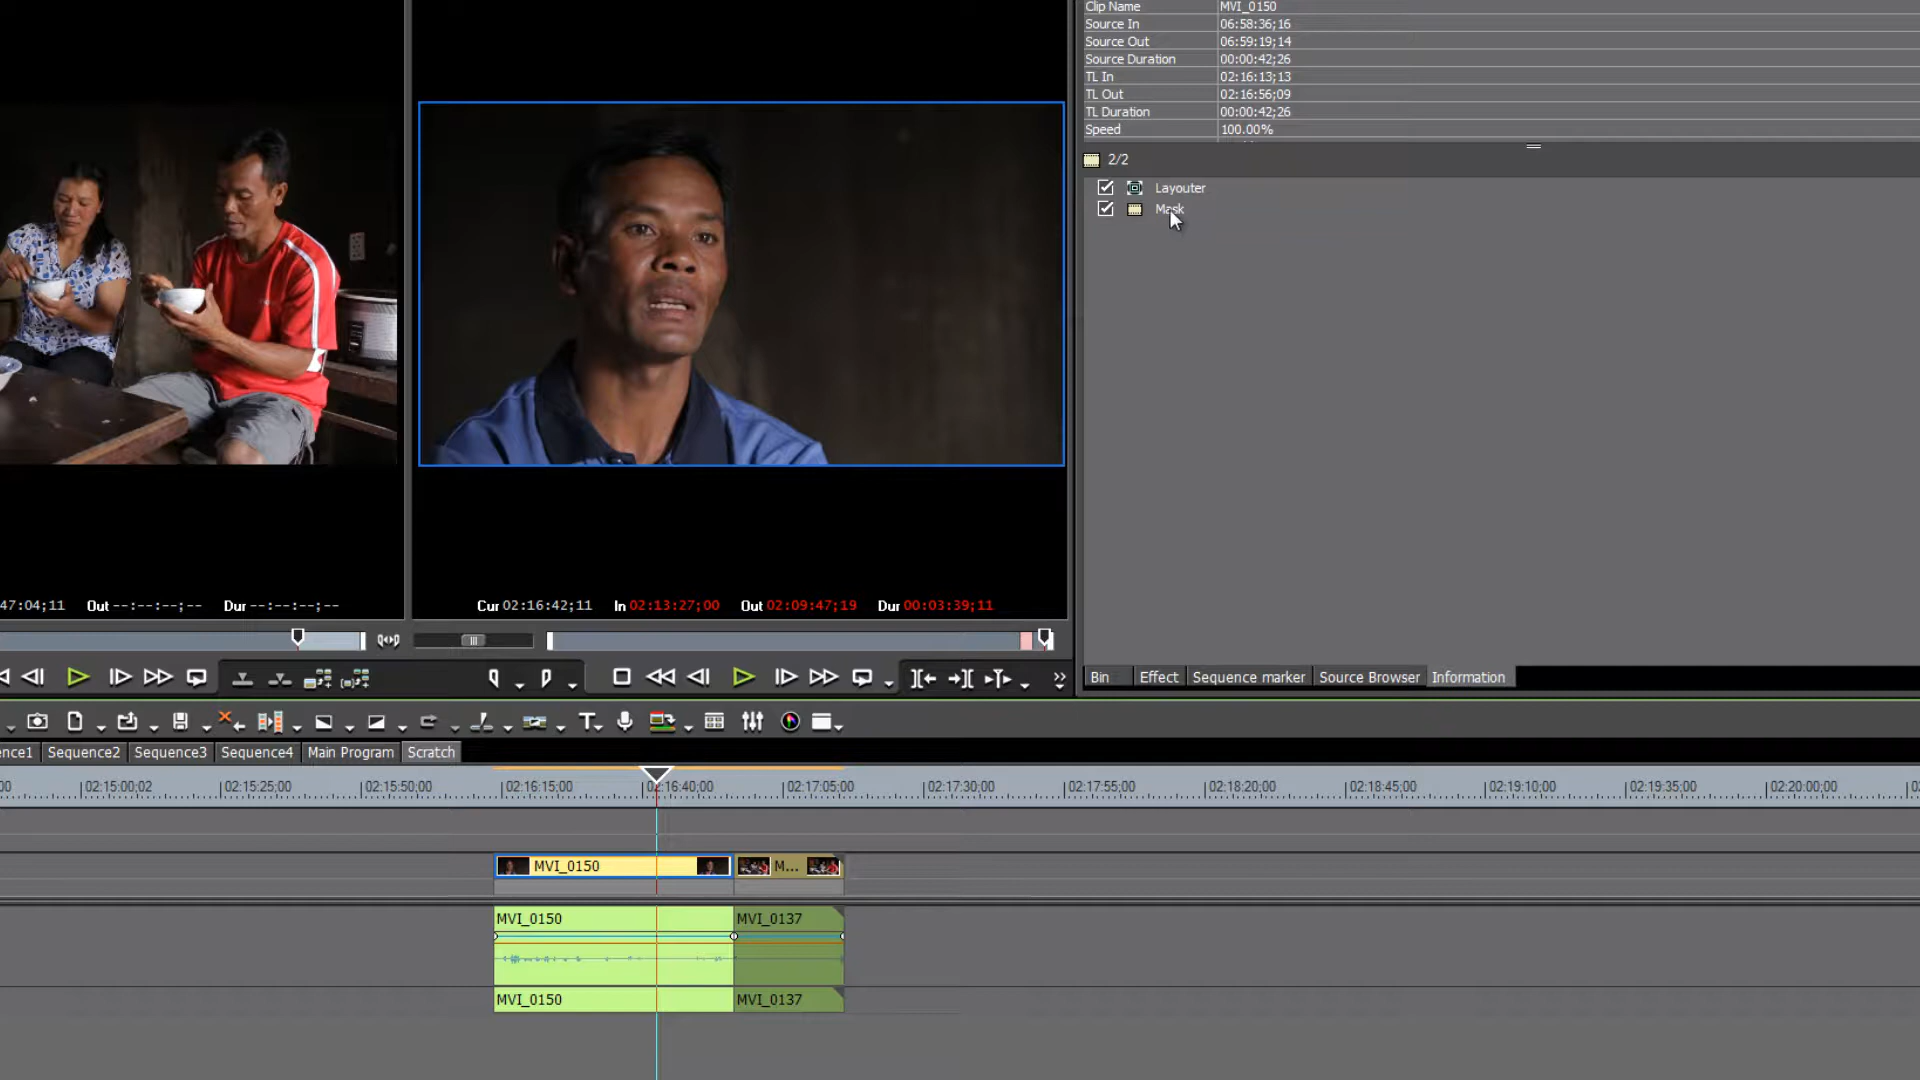 Clip Name MVI_0150
Source In 06:58:36;16
Source Out 06:59:19;14
Source Duration 00:00:42;26
TL In 02:16:13;13
TL Out 02:16:56;09
TL Duration 00:00:42;26
Speed 100.00%
2/2
Layouter
Mask
47:04;11 Out --:--:--;-- Dur --:--:--;--
Cur 02:16:42;11 In 02:13:27;00 Out 02:09:47;19 Dur 00:03:39;11
Bin Effect Sequence marker Source Browser Information
ence1 Sequence2 Sequence3 Sequence4 Main Program Scratch
00 02:15:00;02 02:15:25;00 02:15:50;00 02:16:15;00 02:16:40;00 02:17:05;00 02:17:30;00 02:17:55;00 02:18:20;00 02:18:45;00 02:19:10;00 02:19:35;00 02:20:00;00
MVI_0150 M...
MVI_0150 MVI_0137
MVI_0150 MVI_0137